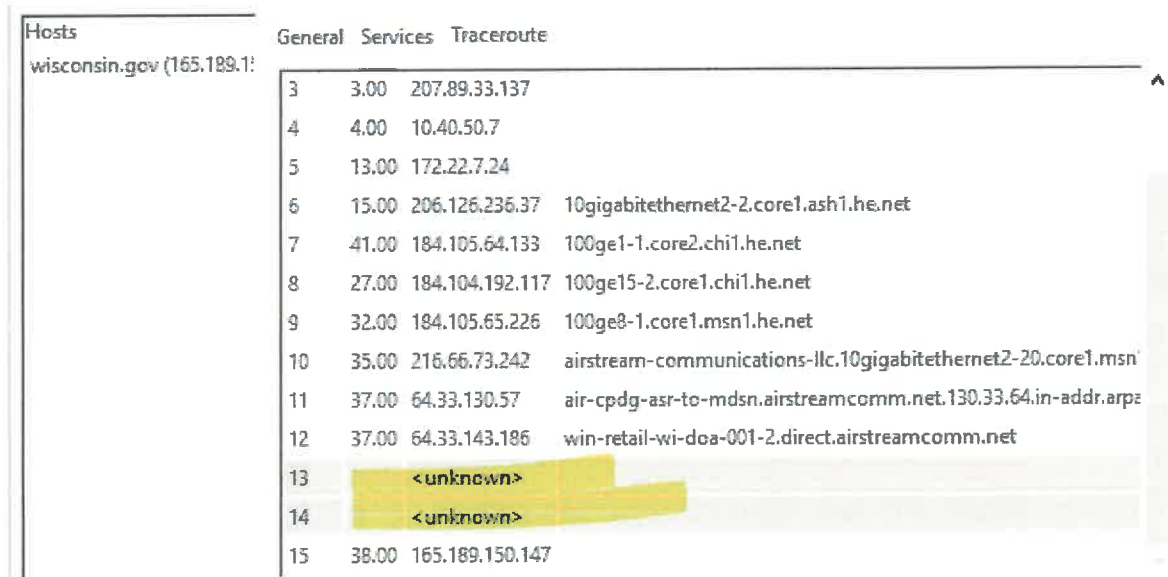 Hosts
wisconsin.gov (165.189.1
General Services Traceroute
3 3.00 207.89.33.137
4 4.00 10.40.50.7
5 13.00 172.22.7.24
6 15.00 206.126.236.37 10gigabitethernet2-2.core1.ash1.he.net
7 41.00 184.105.64.133 100ge1-1.core2.chi1.he.net
8 27.00 184.104.192.117 100ge15-2.core1.chi1.he.net
9 32.00 184.105.65.226 100ge8-1.core1.msn1.he.net
10 35.00 216.66.73.242 airstream-communications-llc.10gigabitethernet2-20.core1.msn
11 37.00 64.33.130.57 air-cpdg-asr-to-mdsn.airstreamcomm.net.130.33.64.in-addr.arpa
12 37.00 64.33.143.186 win-retail-wi-doa-001-2.direct.airstreamcomm.net
13 <unknown>
14 <unknown>
15 38.00 165.189.150.147